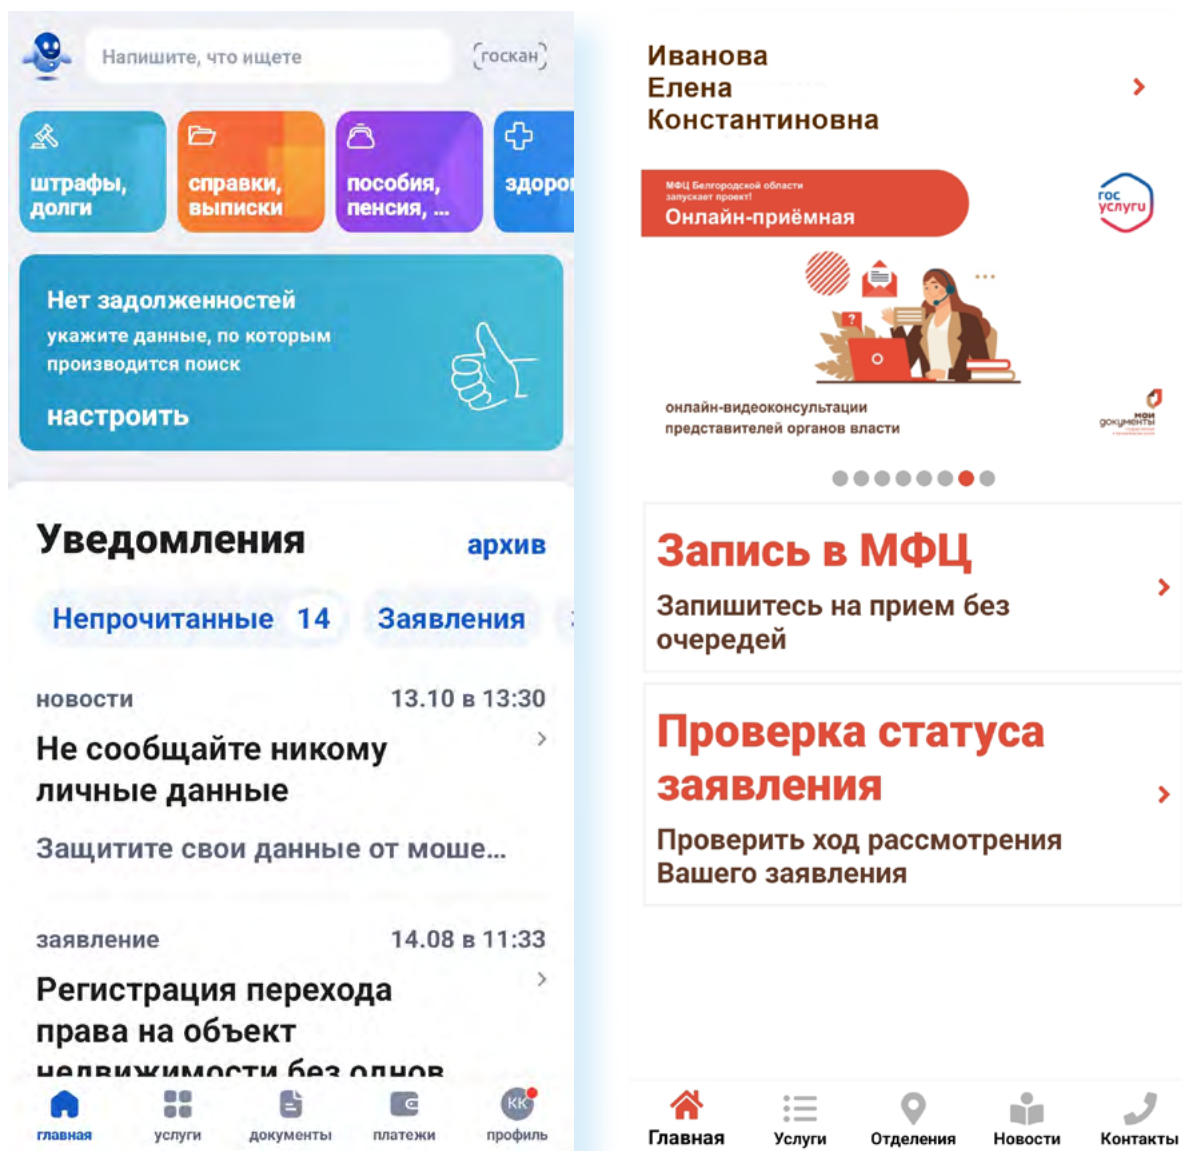 Напишите, что ищете
госкан
штрафы,
долги
справки,
выписки
пособия,
пенсия, ...
здоро
Нет задолженностей
укажите данные, по которым
производится поиск
настроить
Уведомления
архив
Непрочитанные 14
Заявления
новости
13.10 в 13:30
Не сообщайте никому
личные данные
Защитите свои данные от моше...
заявление
14.08 в 11:33
Регистрация перехода
права на объект
недвижимости без однов
главная
услуги
документы
платежи
КК
профиль
Иванова
Елена
Константиновна
МФЦ Белгородской области
запускает проект!
Онлайн-приёмная
гос
услуги
?
онлайн-видеоконсультации
представителей органов власти
мои
документы
Запись в МФЦ
Запишитесь на прием без
очередей
Проверка статуса
заявления
Проверить ход рассмотрения
Вашего заявления
Главная
Услуги
Отделения
Новости
Контакты